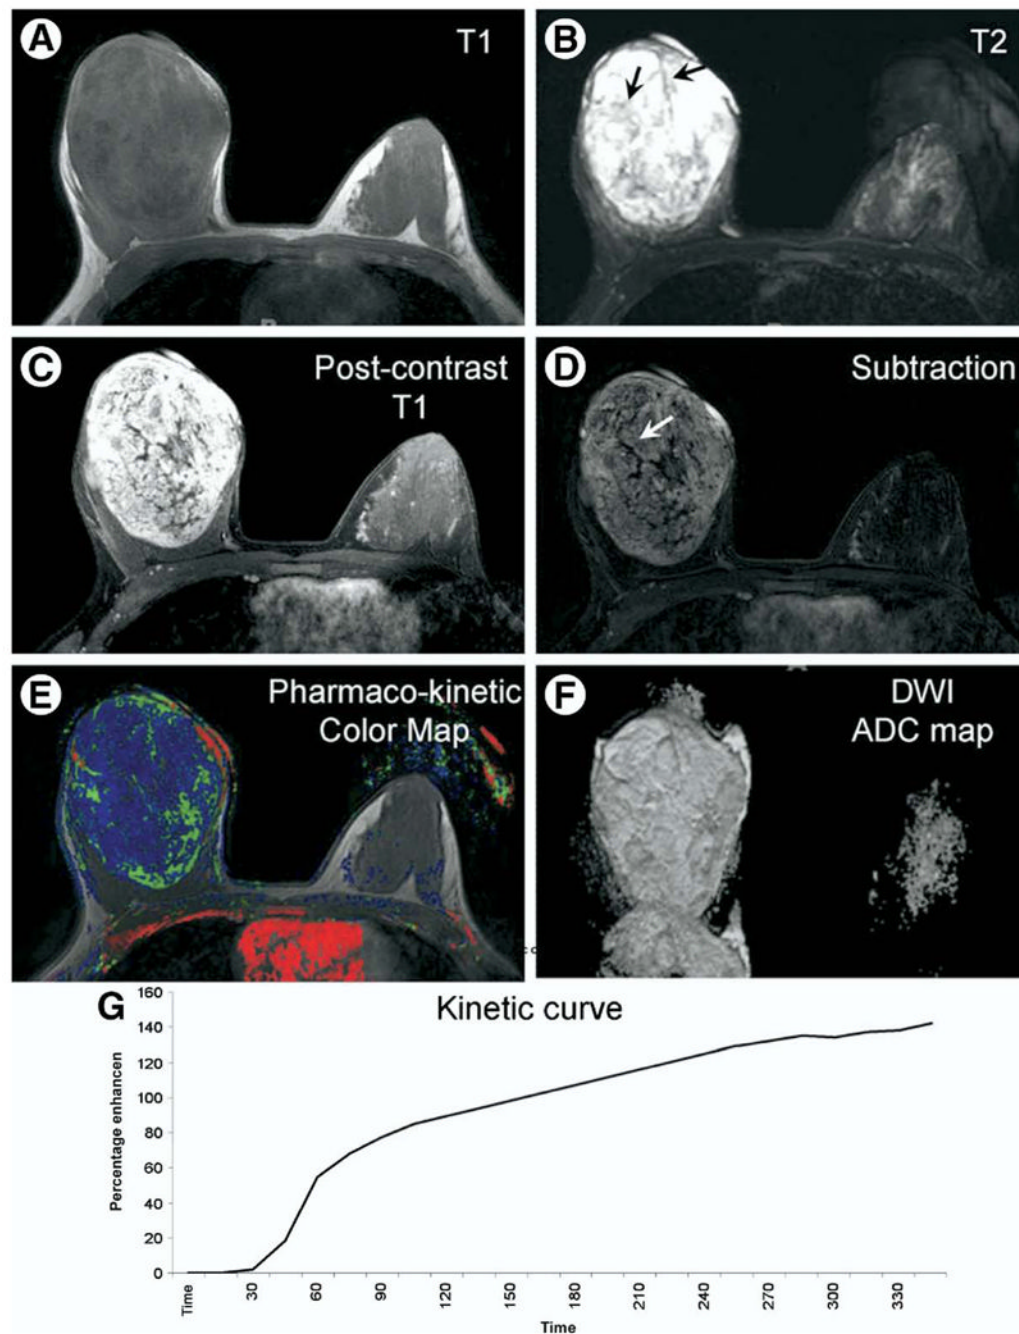 A
T1
B
T2
C
Post-contrast
T1
D
Subtraction
E
Pharmaco-kinetic
Color Map
F
DWI
ADC map
G
Kinetic curve
160
140
120
100
80
60
40
20
0
Percentage enhancen
Time
30
60
90
120
150
180
210
240
270
300
330
Time